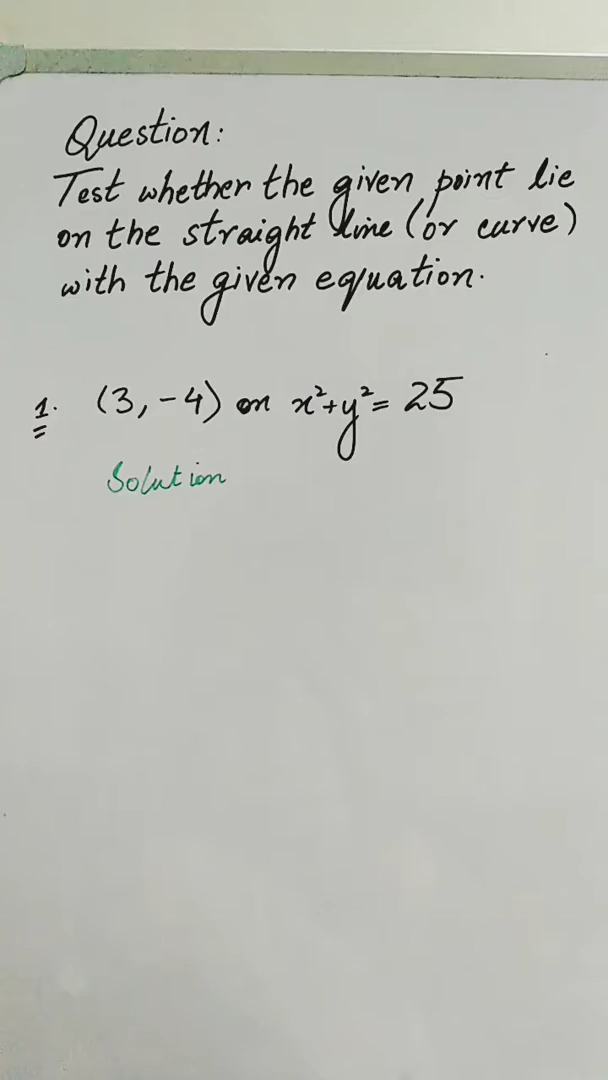 Question:
Test whether the given point lie
on the straight line (or curve)
with the given equation.
1. (3, -4) on x²+y²= 25
Solution